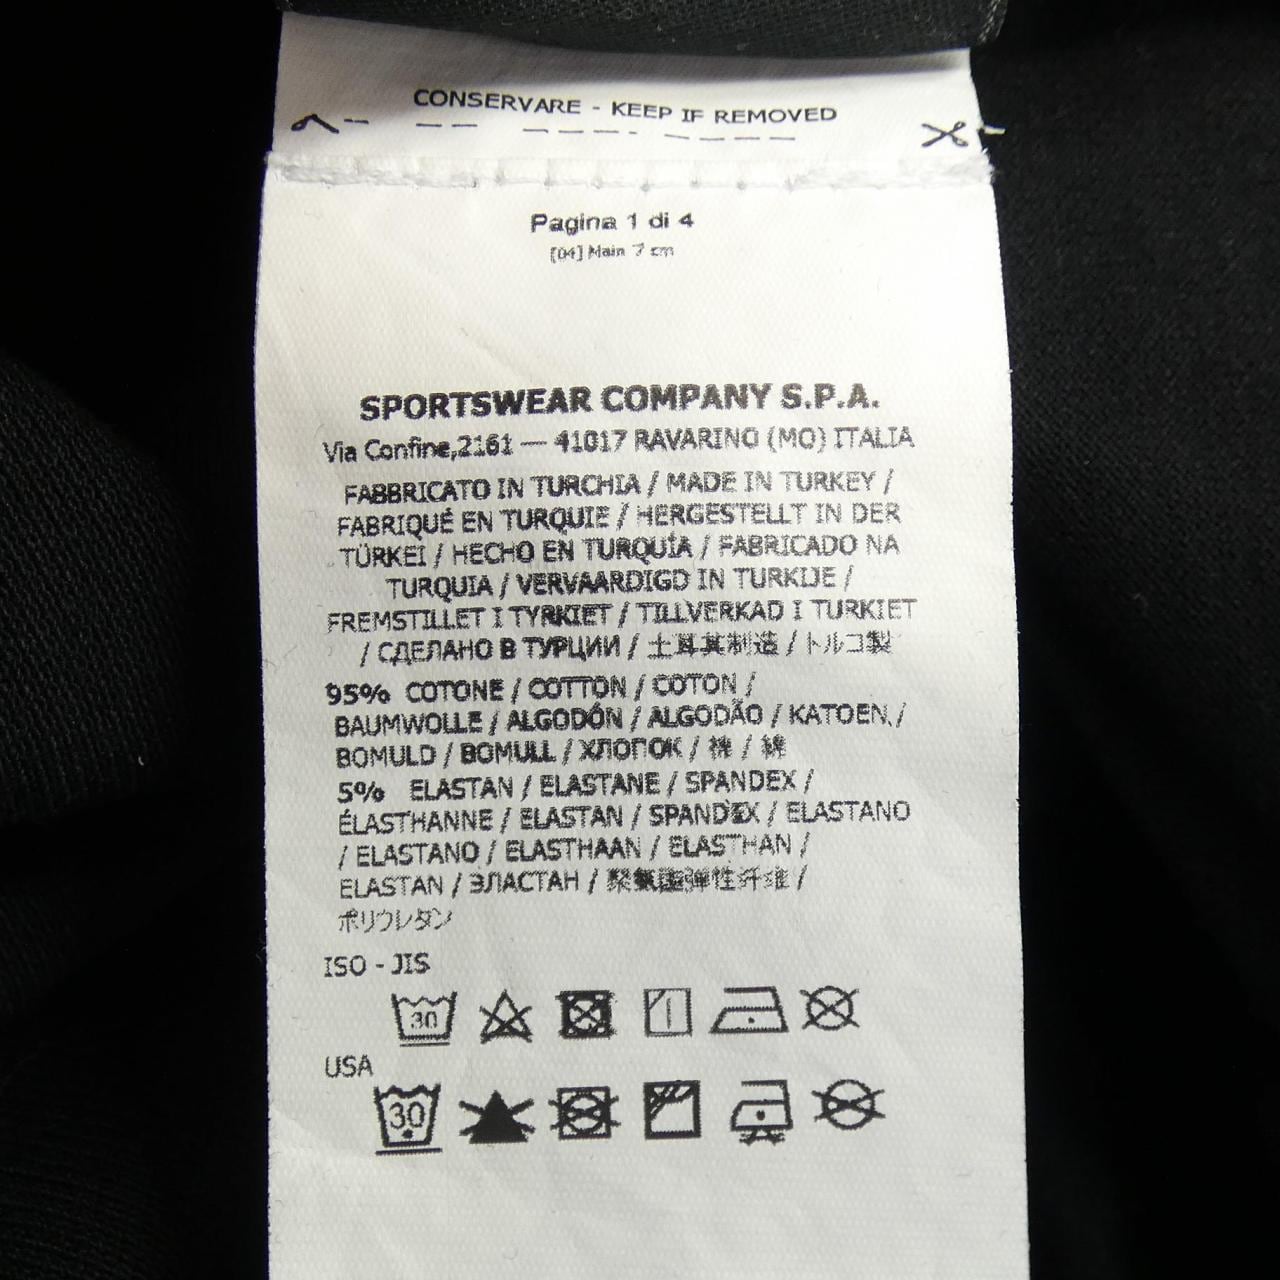 CONSERVARE - KEEP IF REMOVED
Pagina 1 di 4
[04] Main 7 cm
SPORTSWEAR COMPANY S.P.A.
Via Confine,2161 — 41017 RAVARINO (MO) ITALIA
FABBRICATO IN TURCHIA / MADE IN TURKEY /
FABRIQUÉ EN TURQUIE / HERGESTELLT IN DER
TÜRKEI / HECHO EN TURQUÍA / FABRICADO NA
TURQUIA / VERVAARDIGD IN TURKIJE /
FREMSTILLET I TYRKIET / TILLVERKAD I TURKIET
/ СДЕЛАНО В ТУРЦИИ / 土耳其制造 / トルコ製
95% COTONE / COTTON / COTON /
BAUMWOLLE / ALGODÓN / ALGODÃO / KATOEN /
BOMULD / BOMULL / ХЛОПОК / 棉 / 綿
5% ELASTAN / ELASTANE / SPANDEX /
ÉLASTHANNE / ELASTAN / SPANDEX / ELASTANO
/ ELASTANO / ELASTHAAN / ELASTHAN /
ELASTAN / ЭЛАСТАН / 聚氨酯弹性纤维 /
ポリウレタン
ISO - JIS
30
USA
30